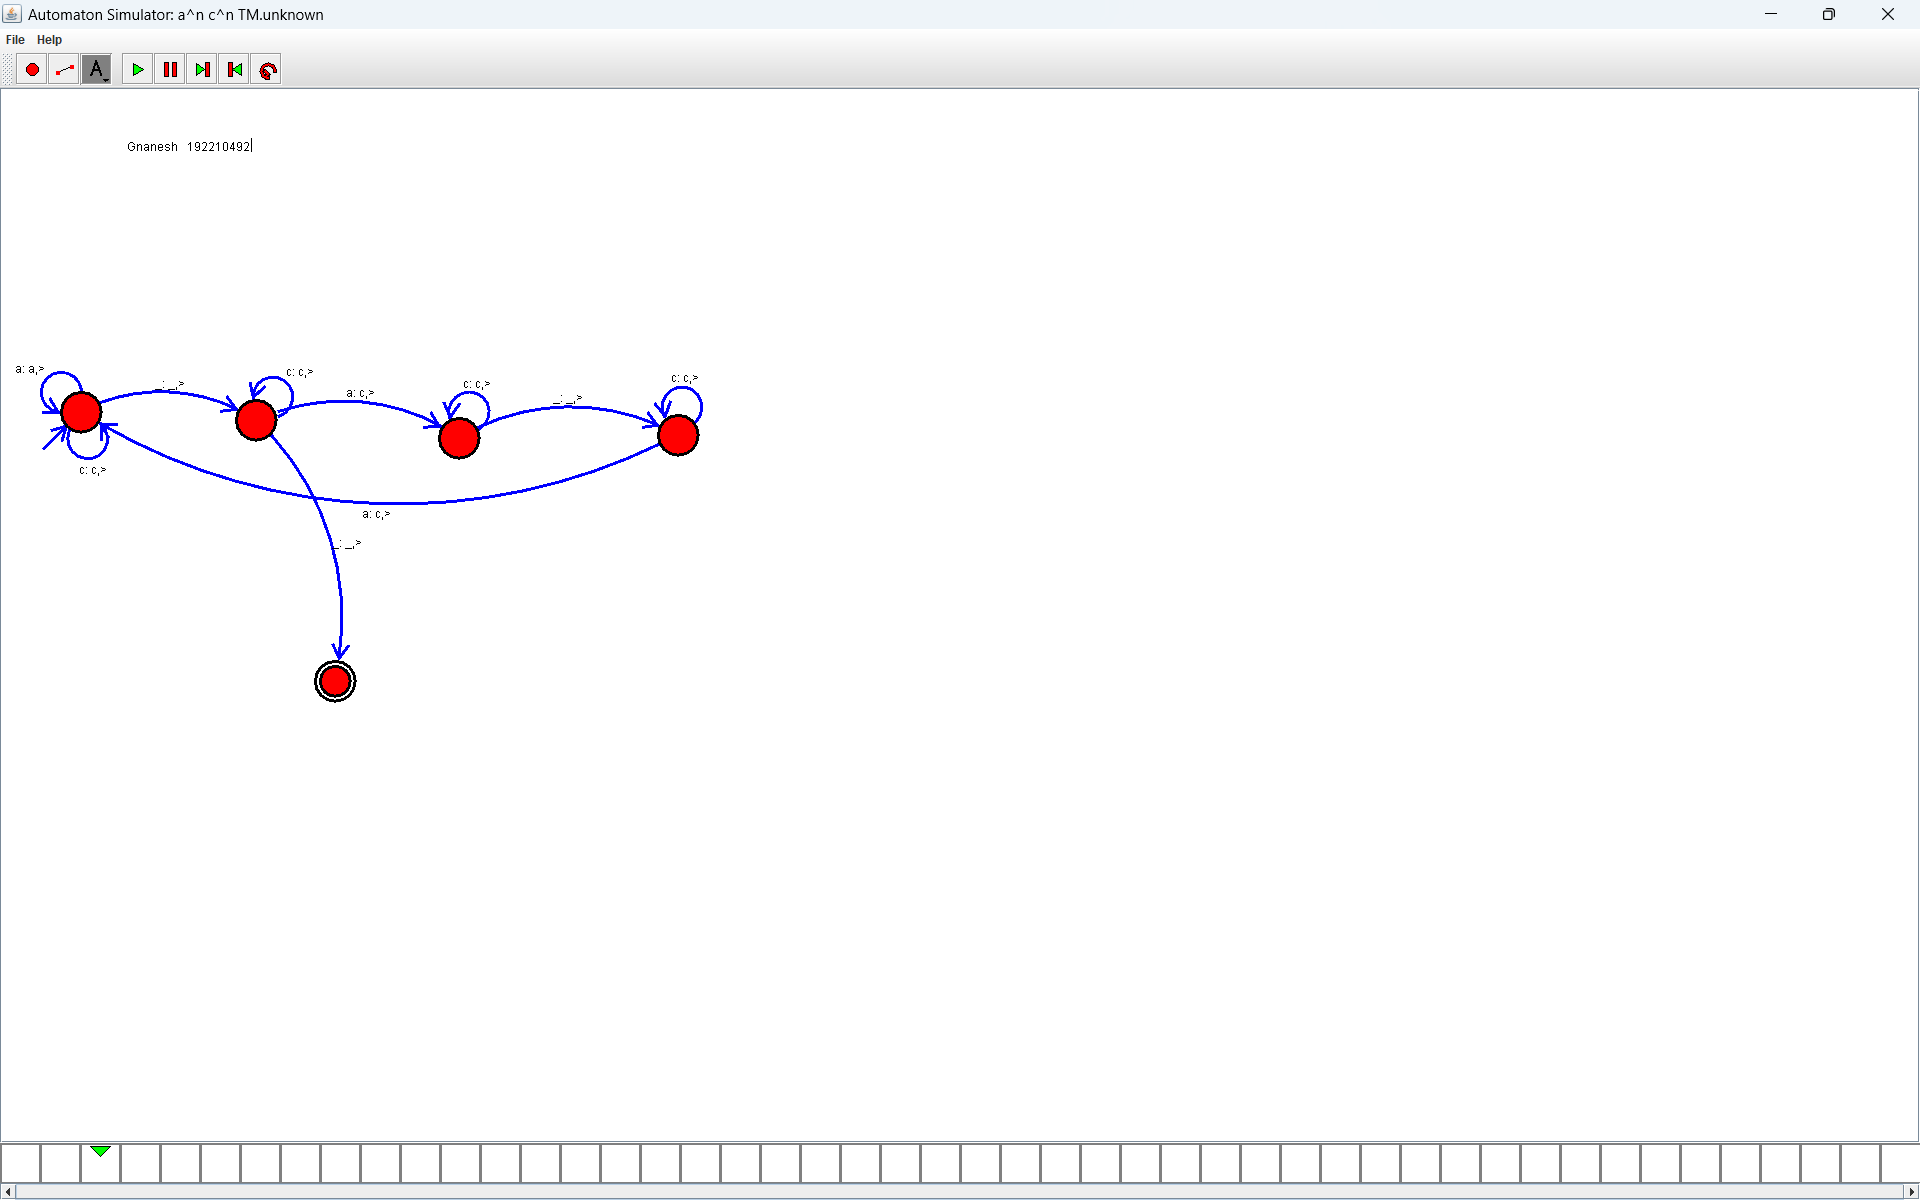 Automaton Simulator: a^n c^n TM.unknown
File Help
A
Gnanesh 192210492
a: a,>
_: _,>
c: c,>
a: c,>
c: c,>
_: _,>
c: c,>
c: c,>
a: c,>
_: _,>